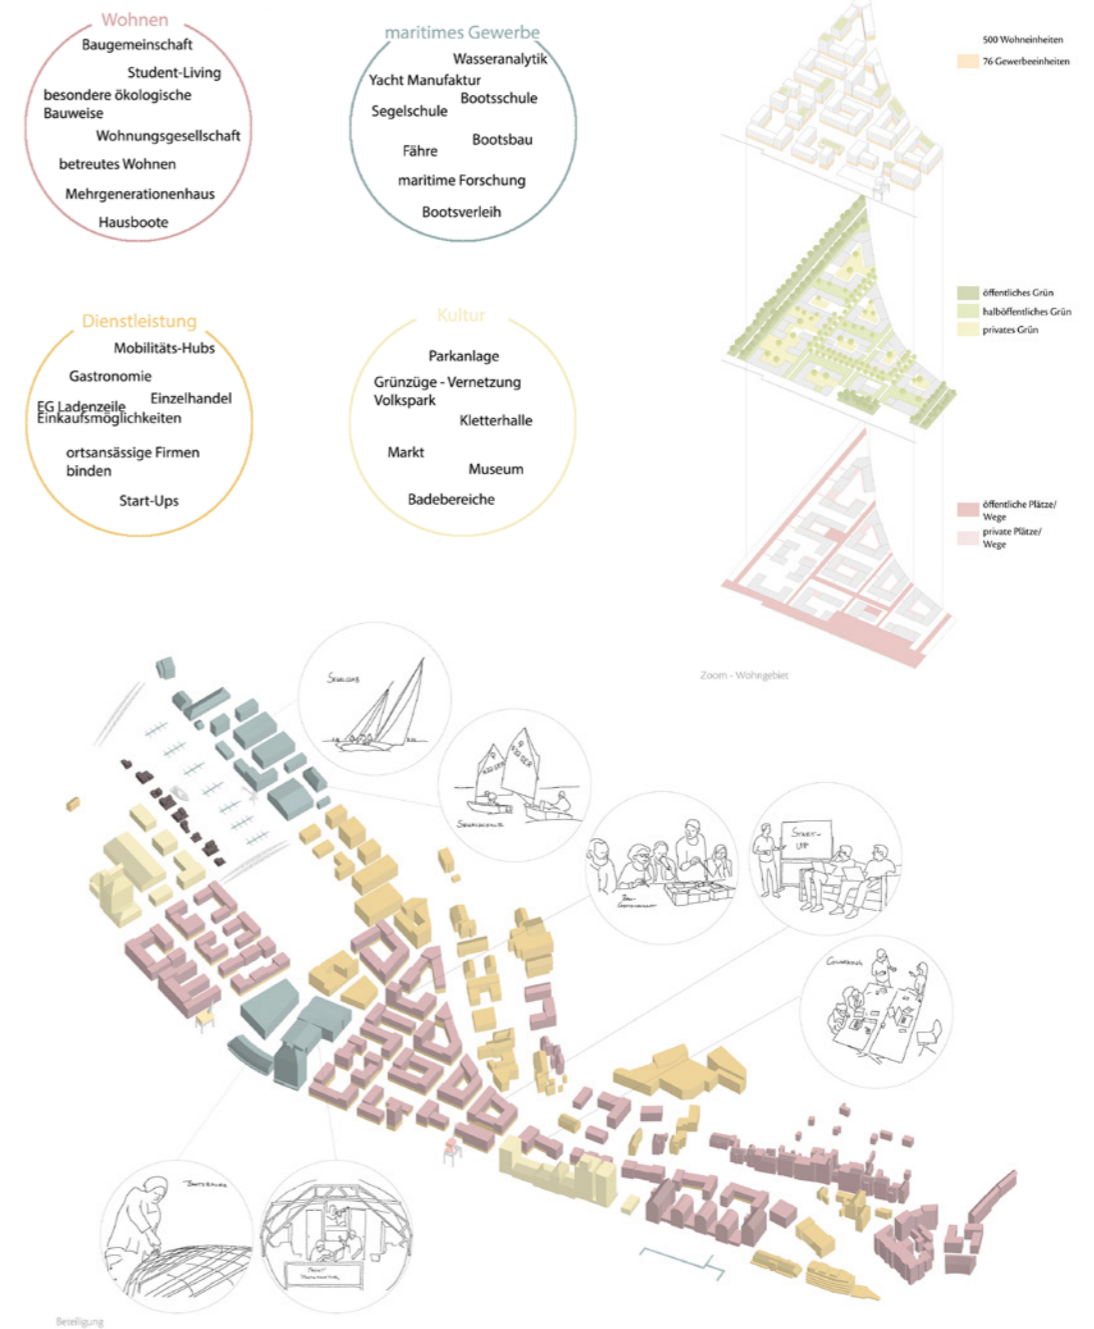 Wohnen
Baugemeinschaft
Student-Living
besondere ökologische
Bauweise
Wohnungsgesellschaft
betreutes Wohnen
Mehrgenerationenhaus
Hausboote
maritimes Gewerbe
Wasseranalytik
Yacht Manufaktur
Bootsschule
Segelschule
Bootsbau
Fähre
maritime Forschung
Bootsverleih
500 Wohneinheiten
76 Gewerbeeinheiten
öffentliches Grün
halböffentliches Grün
privates Grün
Dienstleistung
Mobilitäts-Hubs
Gastronomie
Einzelhandel
EG Ladenzeile
Einkaufsmöglichkeiten
ortsansässige Firmen
binden
Start-Ups
Kultur
Parkanlage
Grünzüge - Vernetzung
Volkspark
Kletterhalle
Markt
Museum
Badebereiche
öffentliche Plätze/
Wege
private Plätze/
Wege
Zoom - Wohngebiet
Start-
Up
Beteiligung